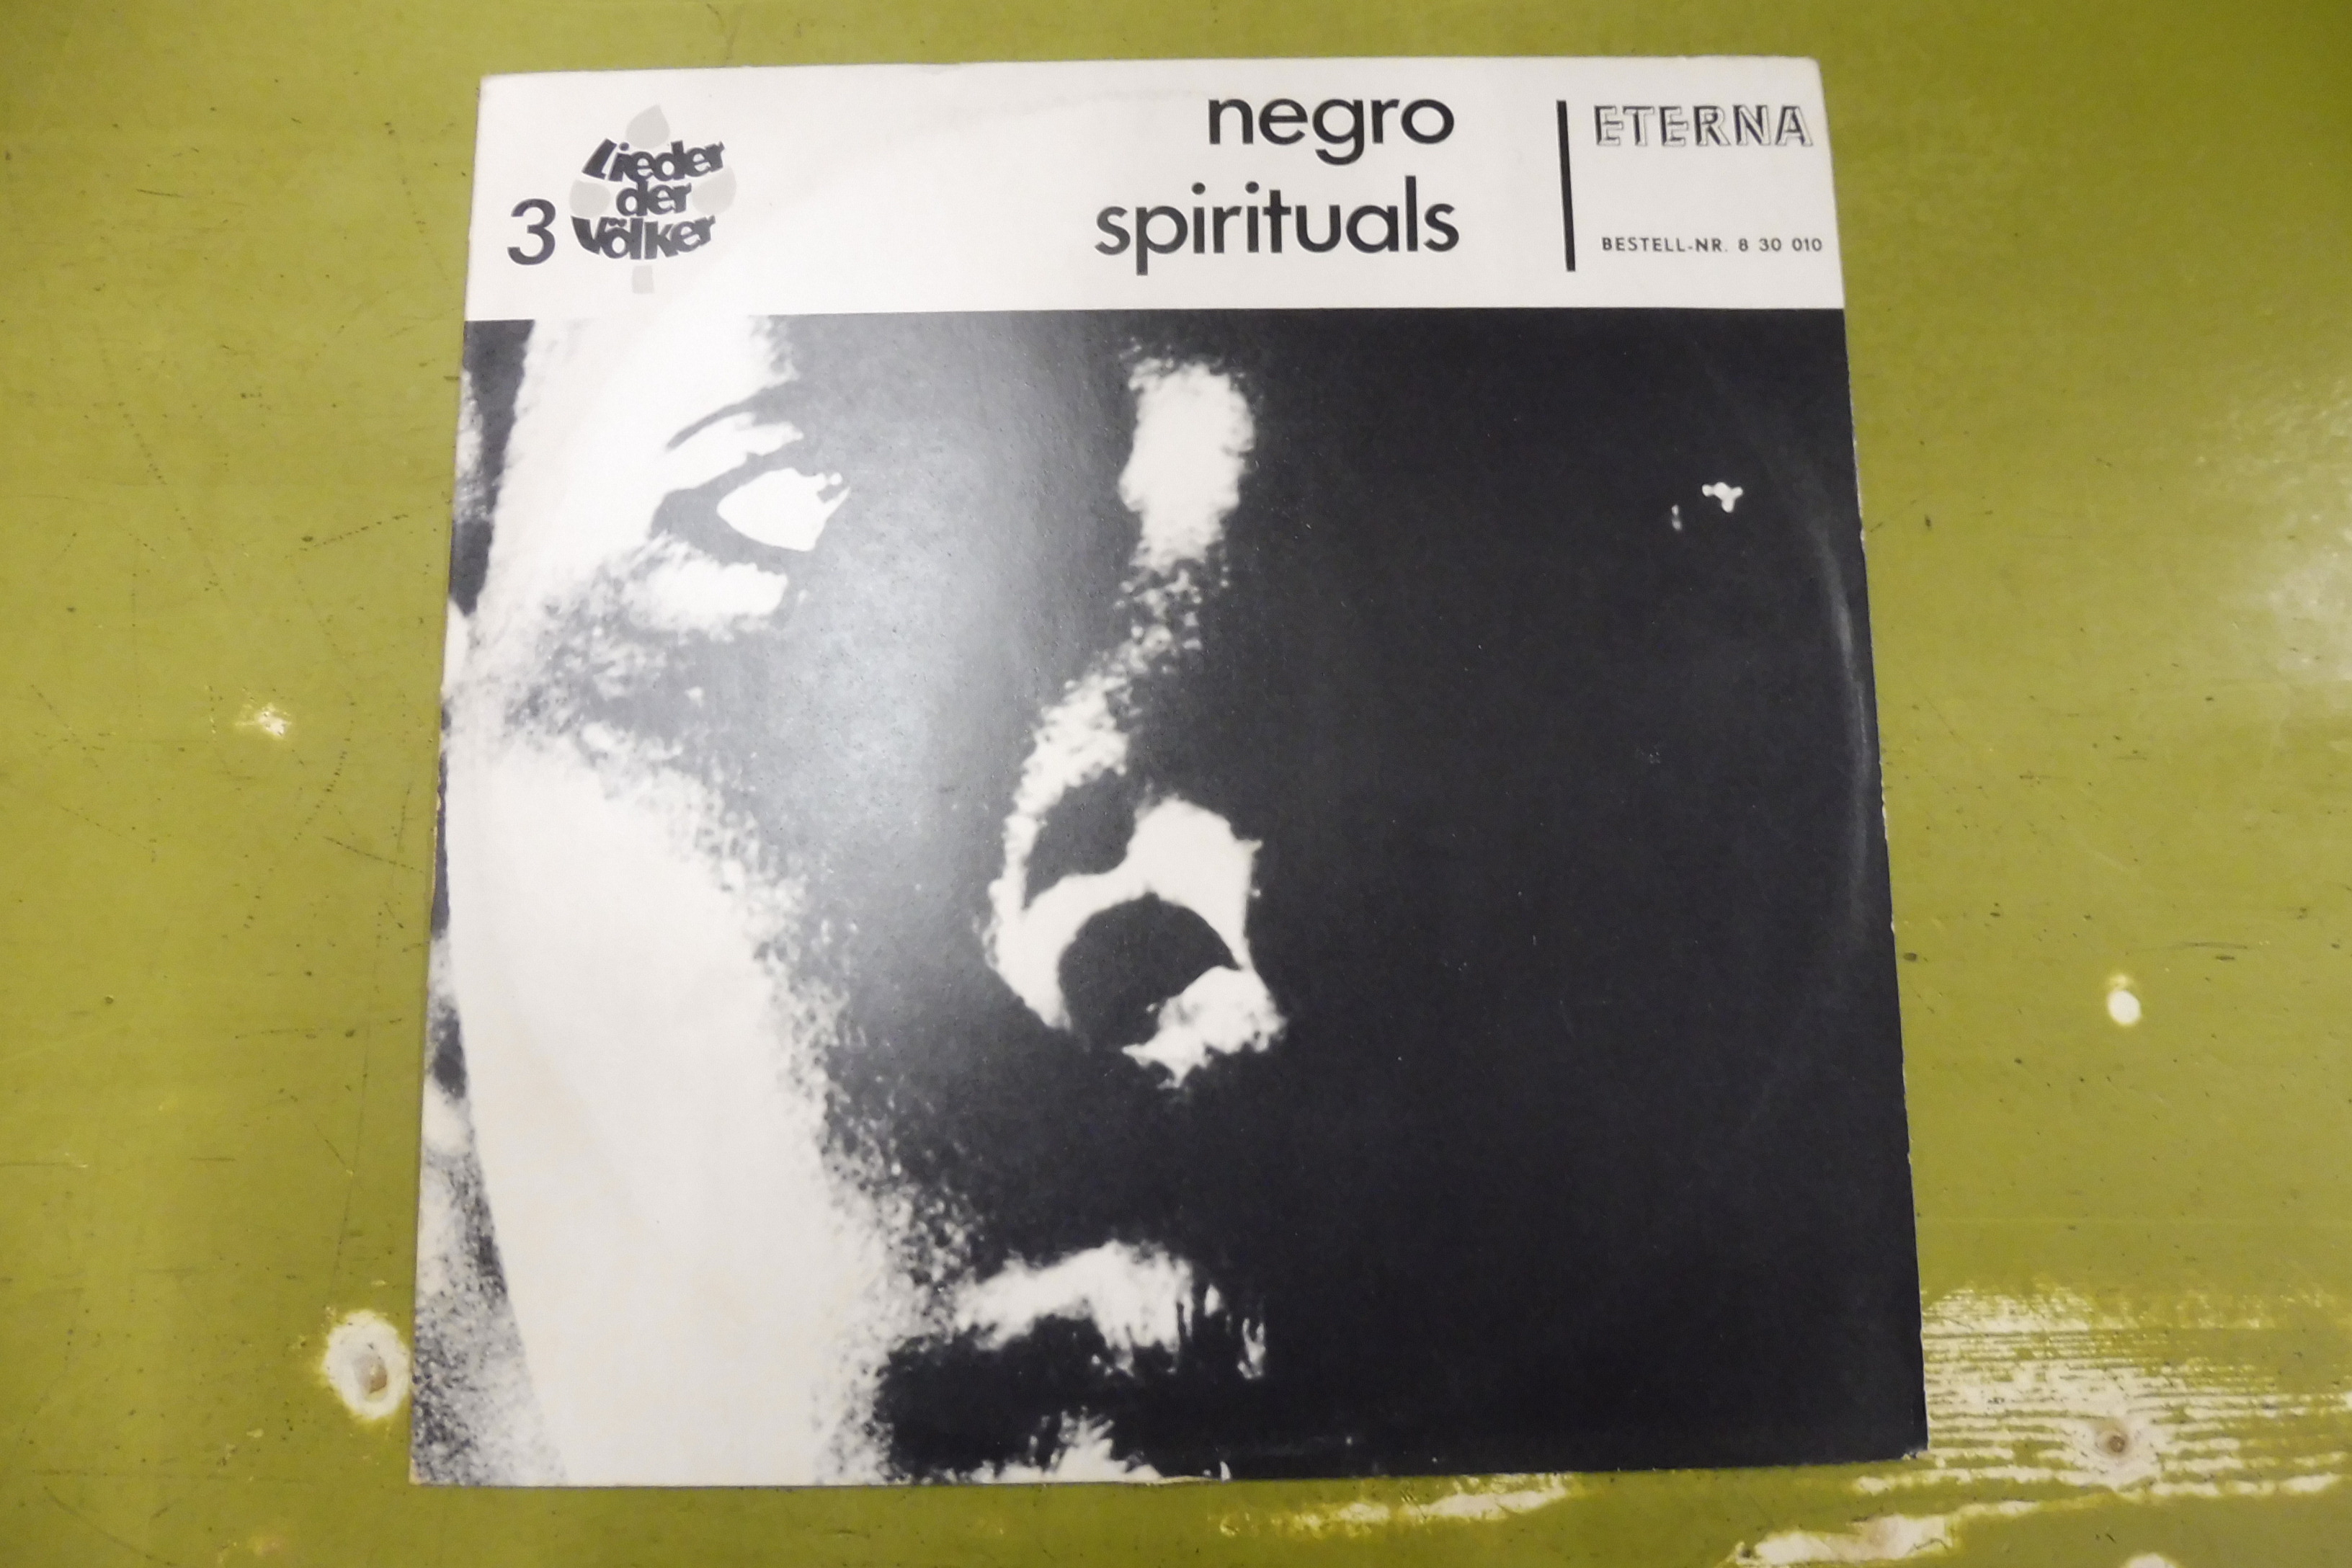 3
Lieder
der
Völker
negro
spirituals
ETERNA
BESTELL-NR. 8 30 010